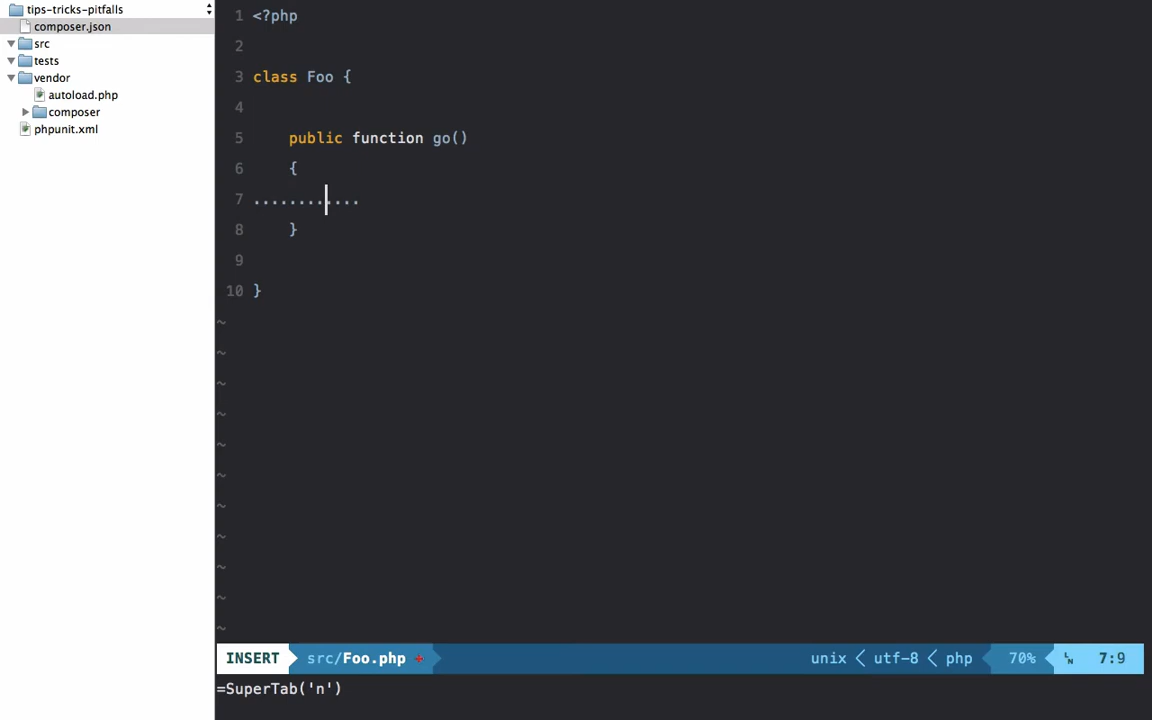 tips-tricks-pitfalls
composer.json
src
tests
vendor
autoload.php
composer
phpunit.xml
1 <?php
2
3 class Foo {
4
5     public function go()
6     {
7 ............
8     }
9
10 }
~
~
~
~
~
~
~
~
~
~
~
INSERT src/Foo.php + unix < utf-8 < php 70% LN 7:9
=SuperTab('n')